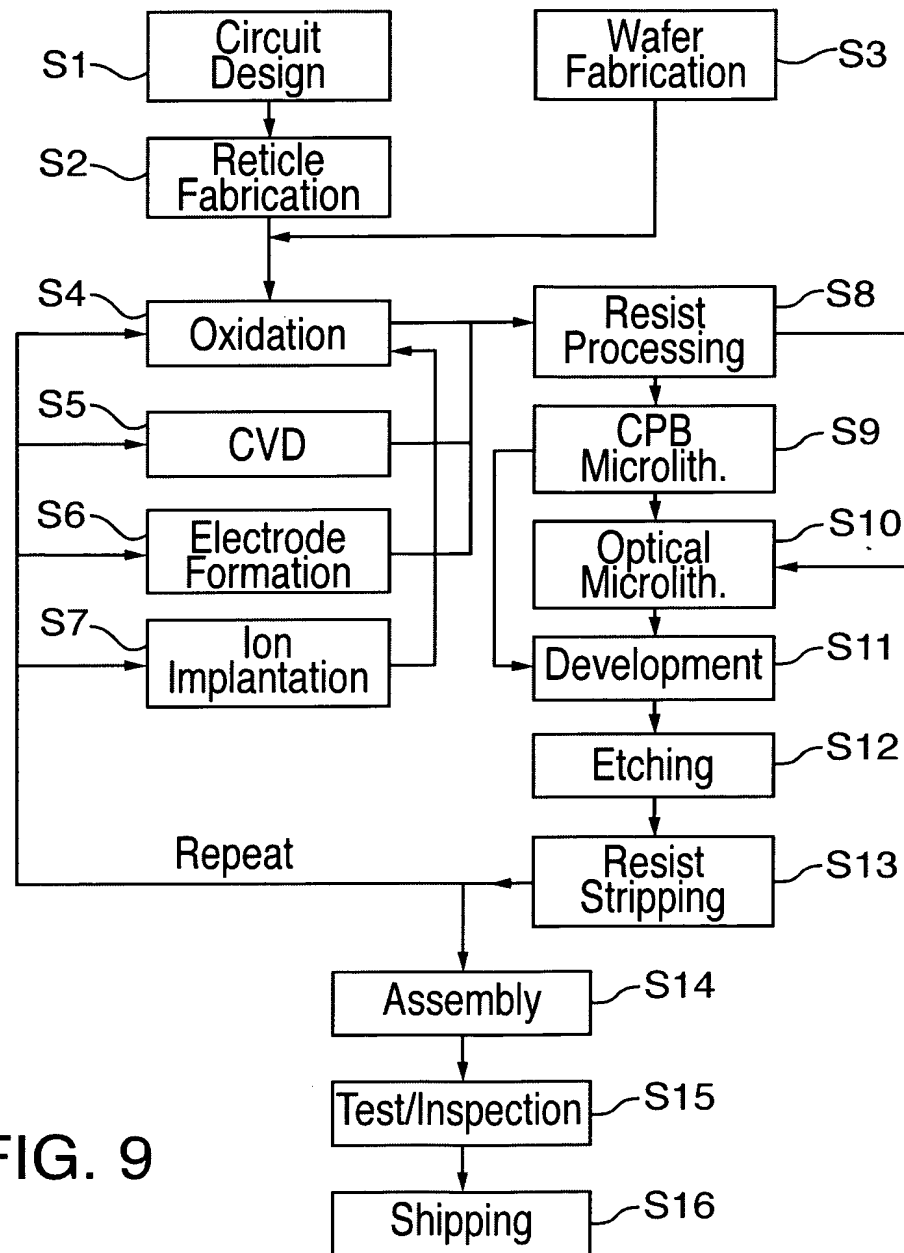 S1
Circuit
Design
Wafer
Fabrication
S3
S2
Reticle
Fabrication
S4
Oxidation
Resist
Processing
S8
S5
CVD
CPB
Microlith.
S9
S6
Electrode
Formation
Optical
Microlith.
S10
S7
Ion
Implantation
Development
S11
Etching
S12
Repeat
Resist
Stripping
S13
Assembly
S14
Test/Inspection
S15
FIG. 9
Shipping
S16